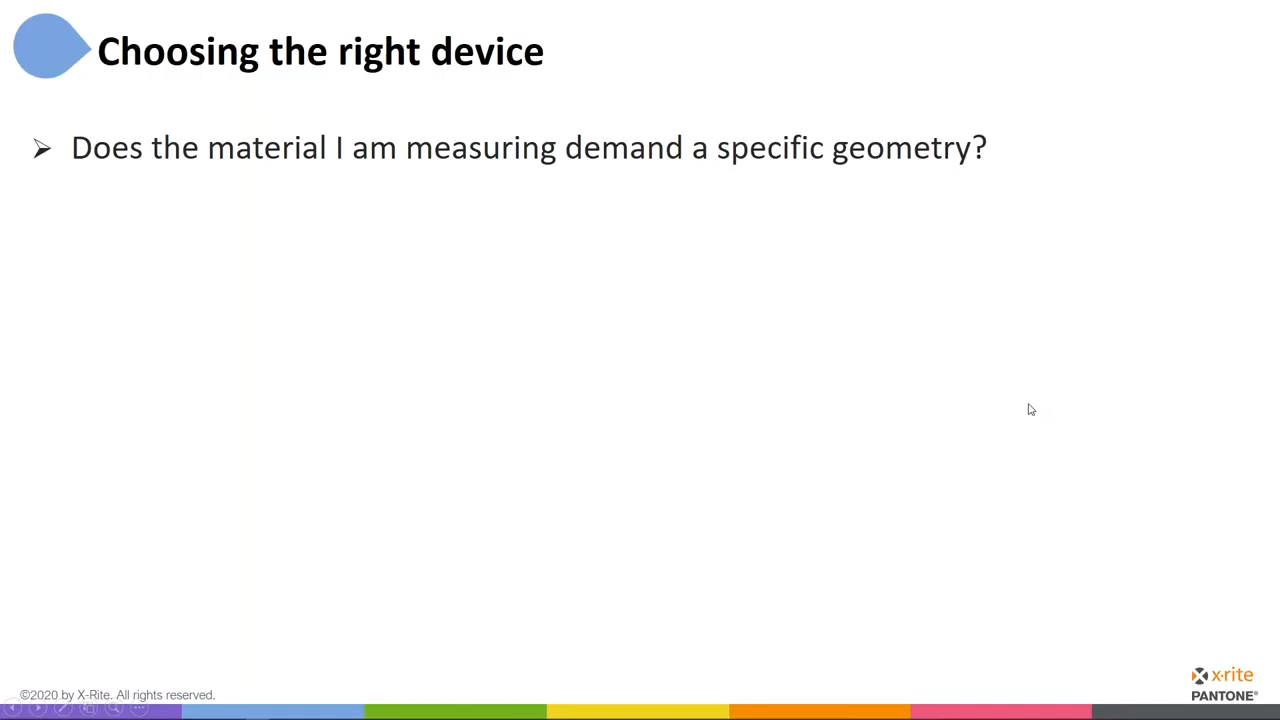 Choosing the right device
Does the material I am measuring demand a specific geometry?
©2020 by X-Rite. All rights reserved.
x·rite
PANTONE®